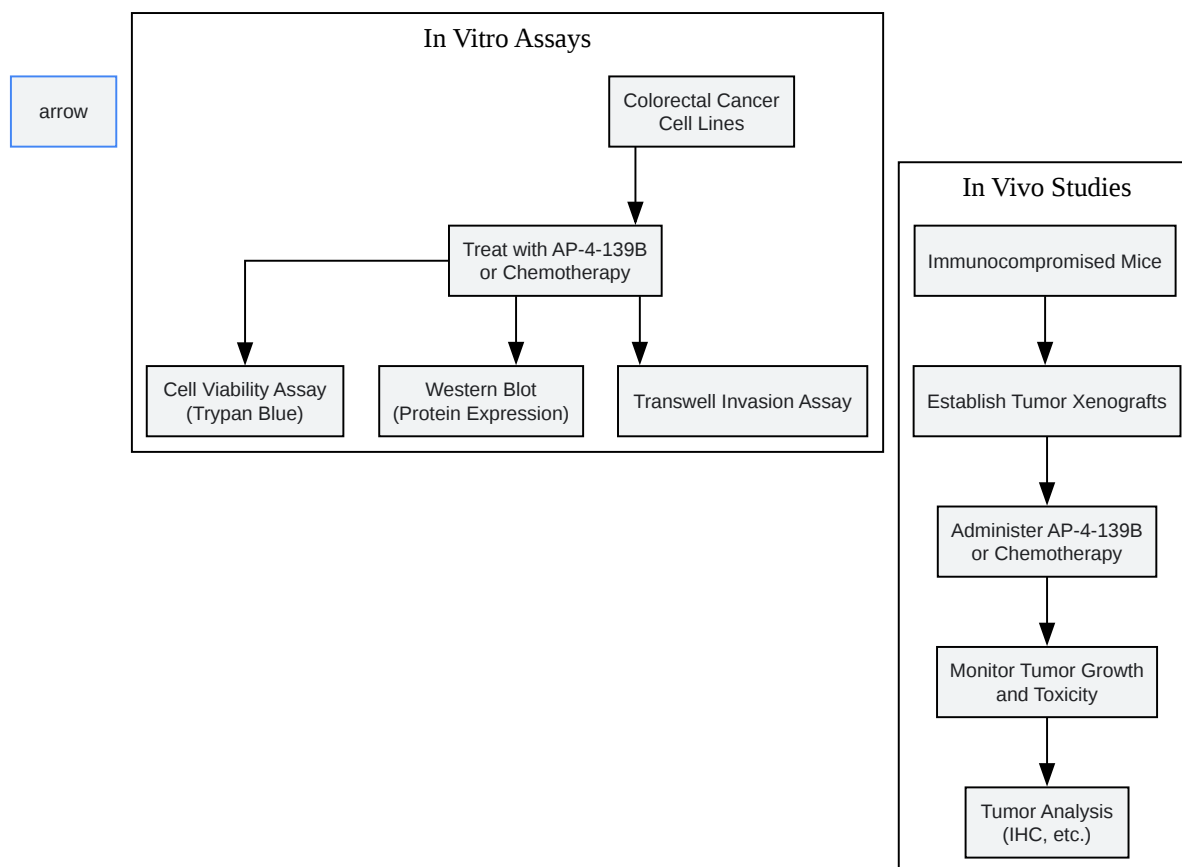 In Vitro Assays
arrow
Colorectal Cancer
Cell Lines
Treat with AP-4-139B
or Chemotherapy
Cell Viability Assay
(Trypan Blue)
Western Blot
(Protein Expression)
Transwell Invasion Assay
In Vivo Studies
Immunocompromised Mice
Establish Tumor Xenografts
Administer AP-4-139B
or Chemotherapy
Monitor Tumor Growth
and Toxicity
Tumor Analysis
(IHC, etc.)